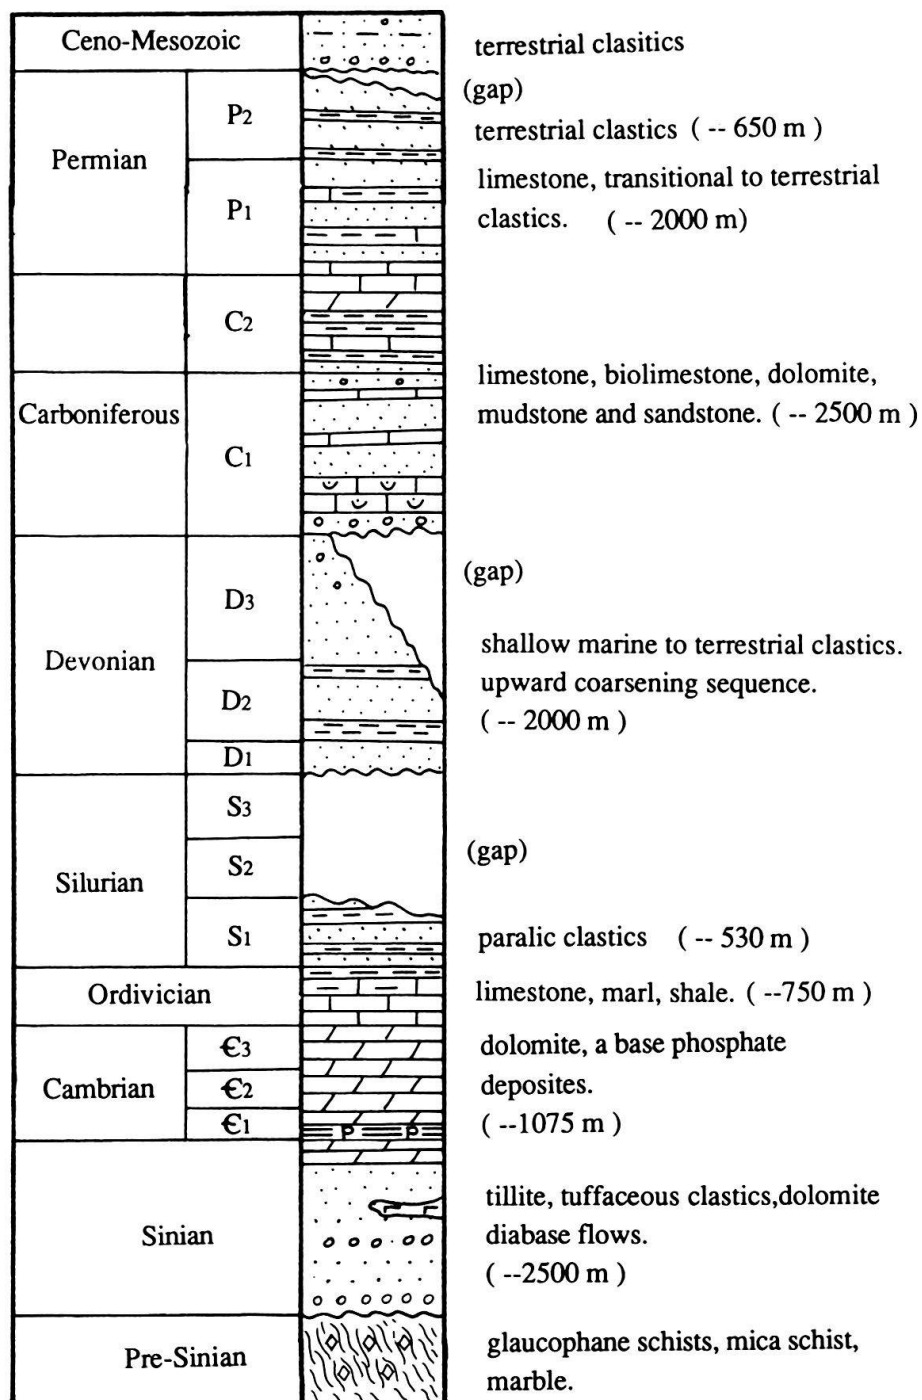 Ceno-Mesozoic
terrestrial clasitics
(gap)
Permian
P2
terrestrial clastics ( -- 650 m )
P1
limestone, transitional to terrestrial
clastics. ( -- 2000 m)
C2
Carboniferous
limestone, biolimestone, dolomite,
mudstone and sandstone. ( -- 2500 m )
C1
(gap)
Devonian
D3
shallow marine to terrestrial clastics.
upward coarsening sequence.
( -- 2000 m )
D2
D1
Silurian
S3
S2
(gap)
S1
paralic clastics ( -- 530 m )
Ordivician
limestone, marl, shale. ( --750 m )
Cambrian
Є3
Є2
Є1
P P
dolomite, a base phosphate
deposites.
( --1075 m )
Sinian
tillite, tuffaceous clastics,dolomite
diabase flows.
( --2500 m )
Pre-Sinian
glaucophane schists, mica schist,
marble.